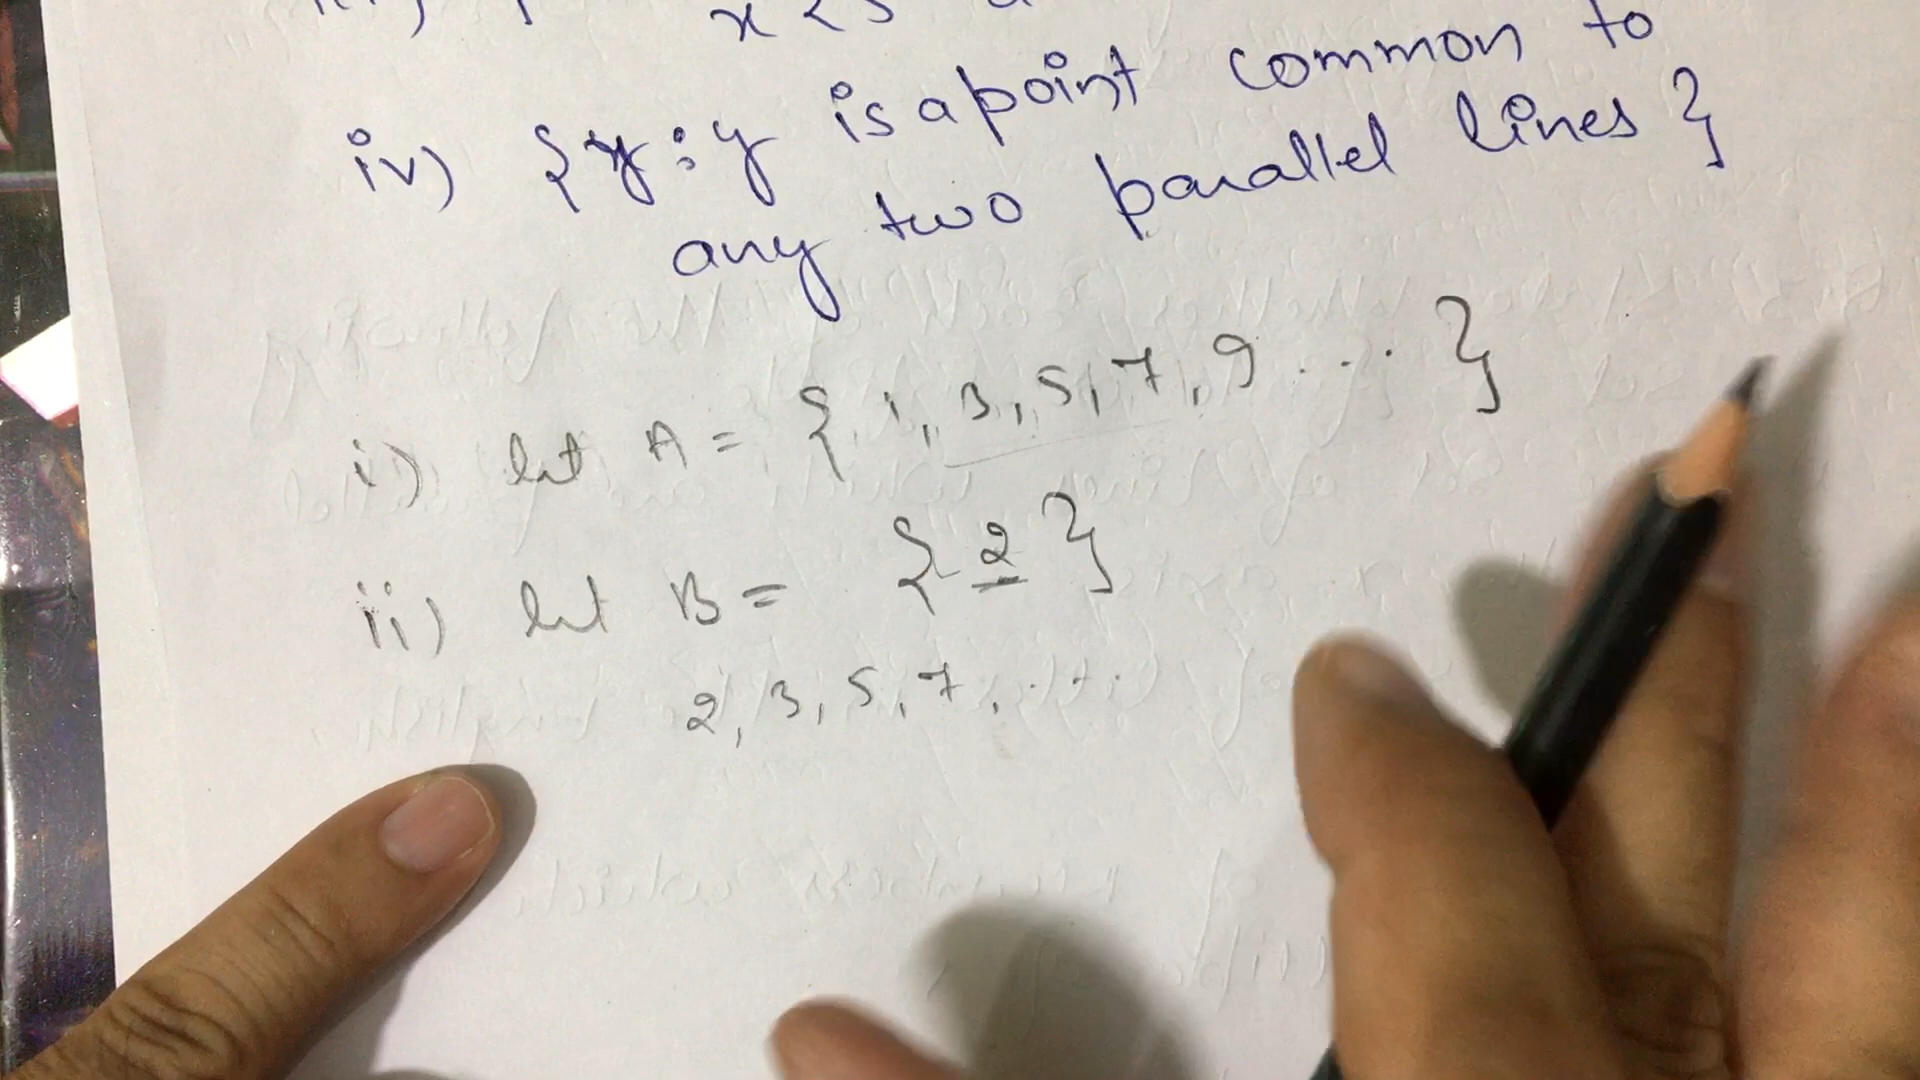 x < 5
iv) {y : y is a point common to
any two parallel lines }
i) let A = { 1, 3, 5, 7, 9 ... }
ii) let B = { 2 }
2, 3, 5, 7, ....